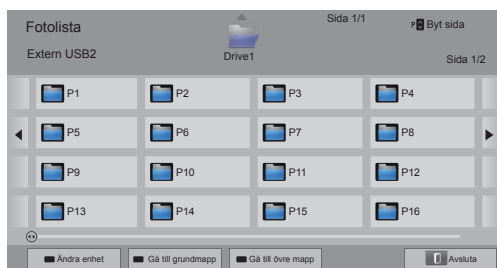 Fotolista
Sida 1/1
P Byt sida
Extern USB2
Drive1
Sida 1/2
P1 P2 P3 P4
P5 P6 P7 P8
P9 P10 P11 P12
P13 P14 P15 P16
Ändra enhet Gå till grundmapp Gå till övre mapp Avsluta